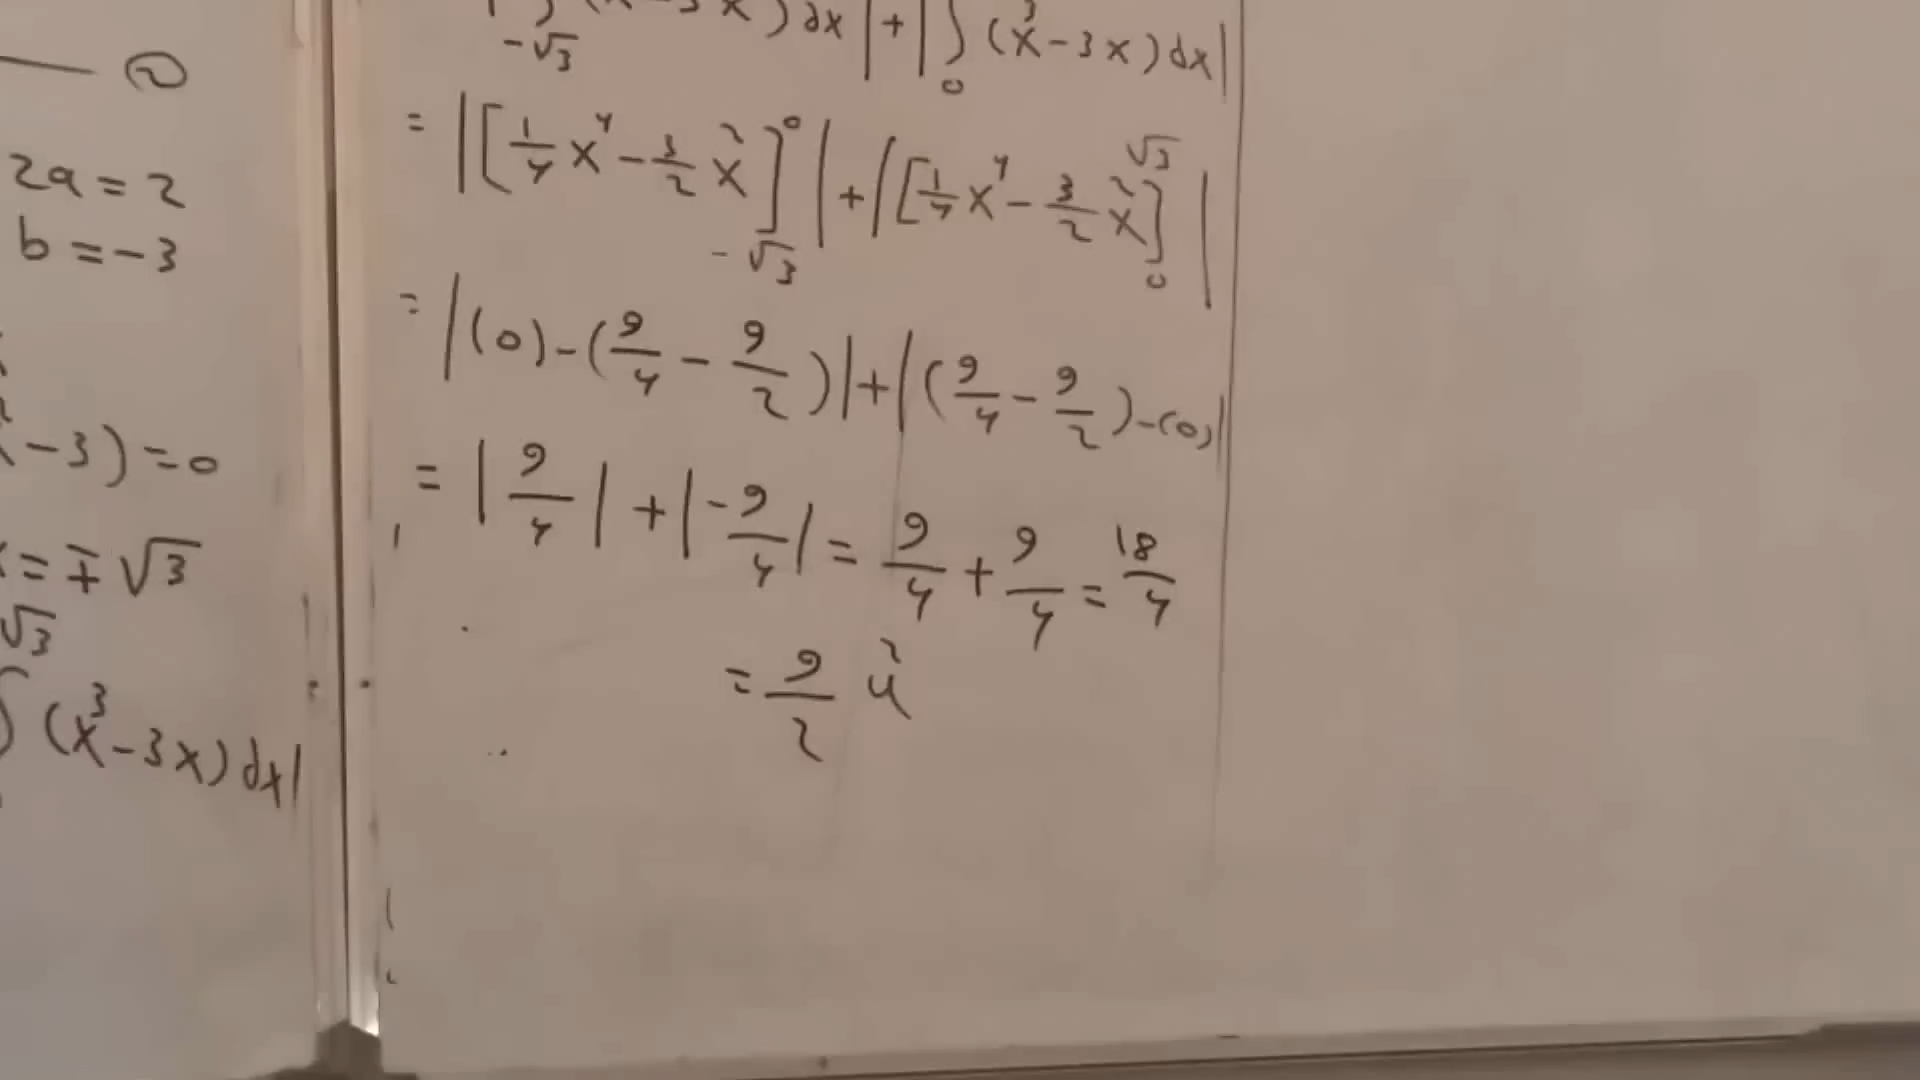 2a = 2
b = -3
-3) = 0
= ∓ √3
√3
(x³ - 3x) dx|
-√3 dx | + | ∫₀ (x³ - 3x) dx |
= | [ 1/4 x⁴ - 3/2 x² ]₋√3⁰ | + | [ 1/4 x⁴ - 3/2 x² ]₀√3 |
= | (0) - ( 9/4 - 9/2 ) | + | ( 9/4 - 9/2 ) - (0) |
= | 9/4 | + | -9/4 | = 9/4 + 9/4 = 18/4
= 9/2 u²